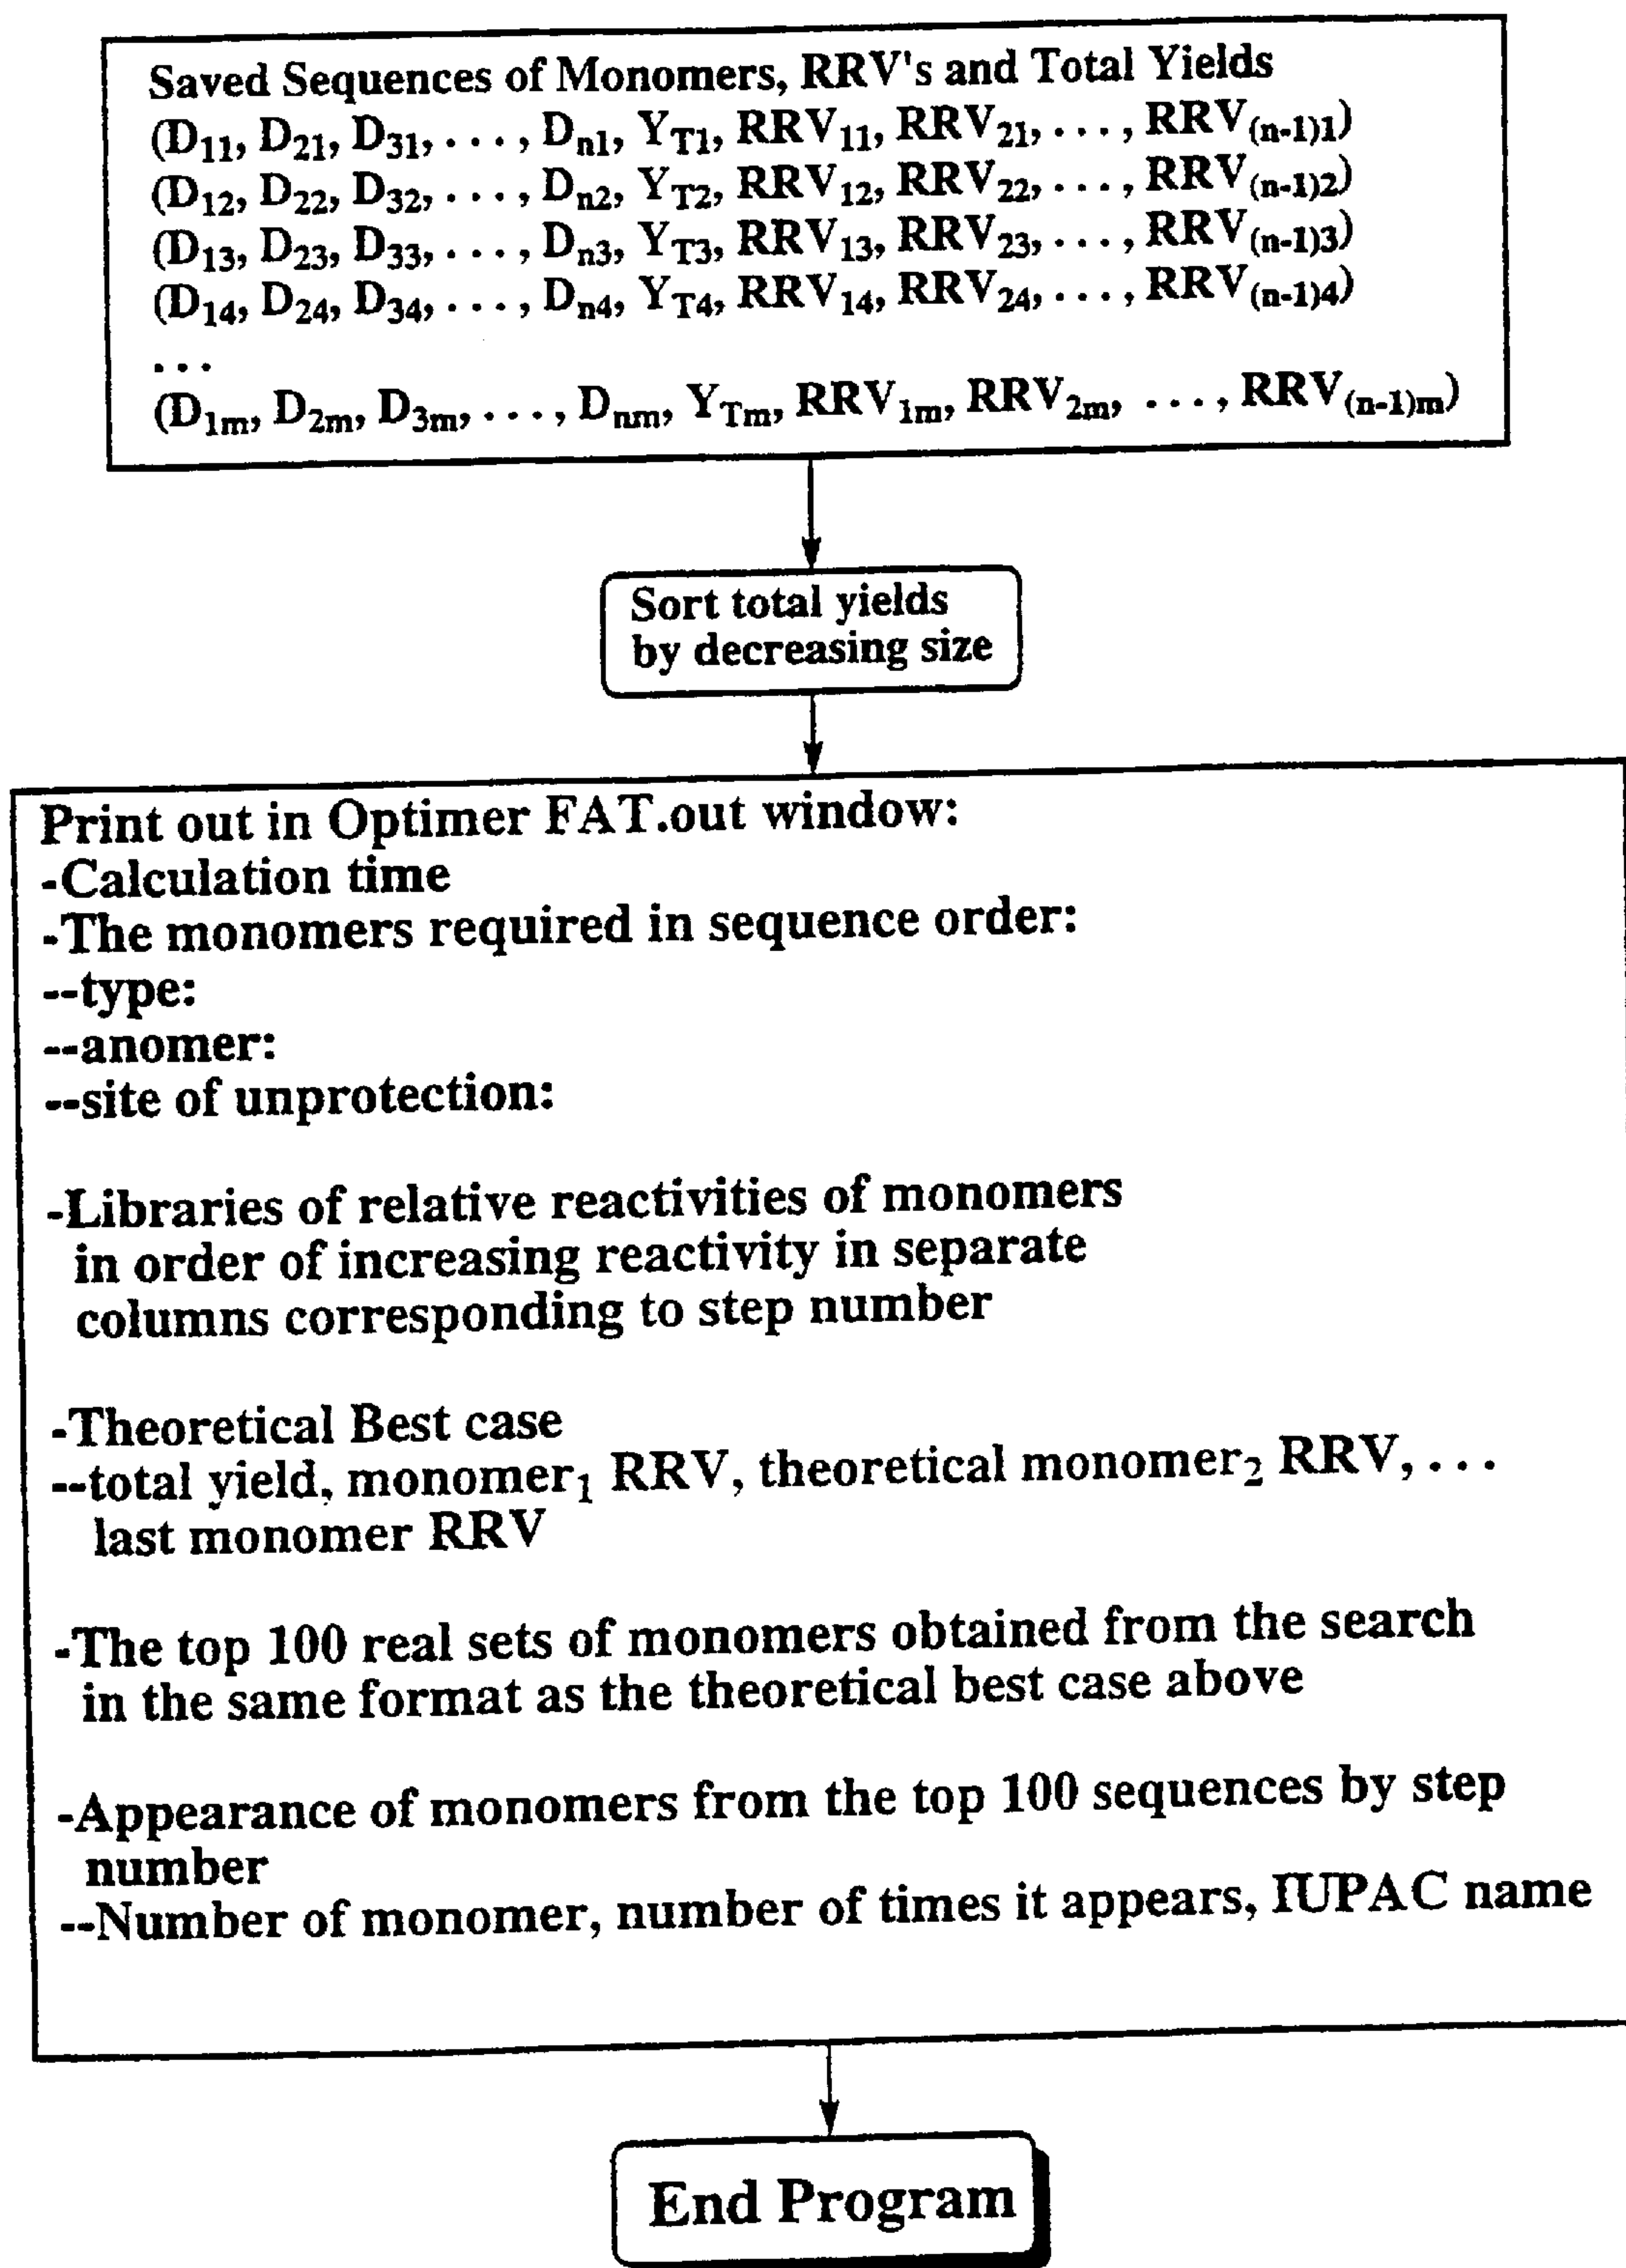 Saved Sequences of Monomers, RRV's and Total Yields
(D11, D21, D31, . . . , Dn1, YT1, RRV11, RRV21, . . . , RRV(n-1)1)
(D12, D22, D32, . . . , Dn2, YT2, RRV12, RRV22, . . . , RRV(n-1)2)
(D13, D23, D33, . . . , Dn3, YT3, RRV13, RRV23, . . . , RRV(n-1)3)
(D14, D24, D34, . . . , Dn4, YT4, RRV14, RRV24, . . . , RRV(n-1)4)
. . .
(D1m, D2m, D3m, . . . , Dnm, YTm, RRV1m, RRV2m, . . . , RRV(n-1)m)
Sort total yields
by decreasing size
Print out in Optimer FAT.out window:
-Calculation time
-The monomers required in sequence order:
--type:
--anomer:
--site of unprotection:
-Libraries of relative reactivities of monomers
in order of increasing reactivity in separate
columns corresponding to step number
-Theoretical Best case
--total yield, monomer1 RRV, theoretical monomer2 RRV, . . .
last monomer RRV
-The top 100 real sets of monomers obtained from the search
in the same format as the theoretical best case above
-Appearance of monomers from the top 100 sequences by step
number
--Number of monomer, number of times it appears, IUPAC name
End Program